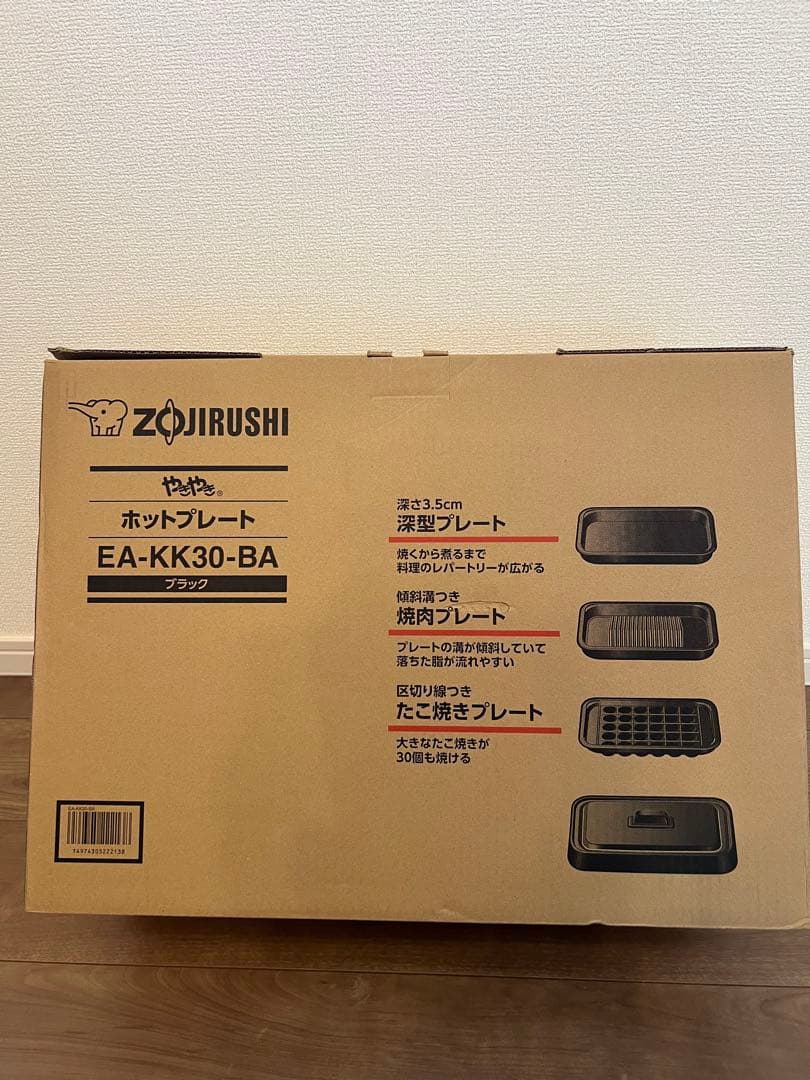 ZOJIRUSHI
やきやき®
ホットプレート
EA-KK30-BA
ブラック
深さ3.5cm
深型プレート
焼くから煮るまで
料理のレパートリーが広がる
傾斜溝つき
焼肉プレート
プレートの溝が傾斜していて
落ちた脂が流れやすい
区切り線つき
たこ焼きプレート
大きなたこ焼きが
30個も焼ける
EA-KK30-BA
14974305222138